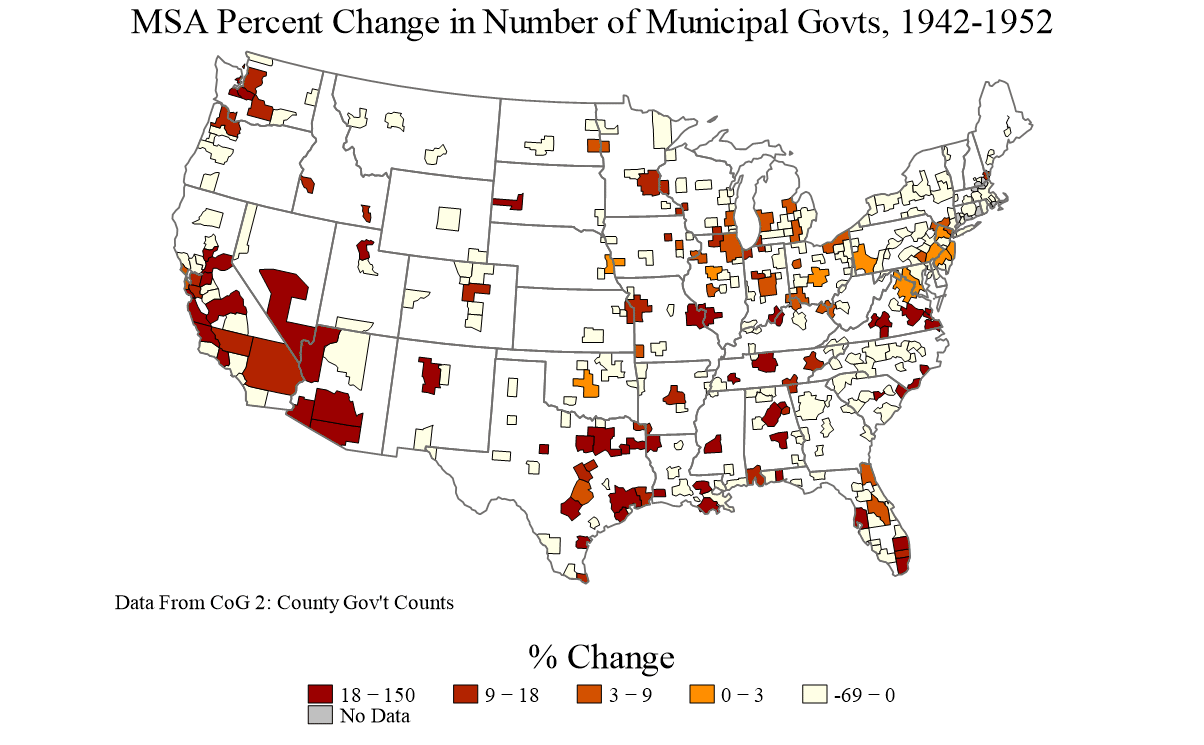 MSA Percent Change in Number of Municipal Govts, 1942-1952
Data From CoG 2: County Gov't Counts
% Change
18 – 150 9 – 18 3 – 9 0 – 3 -69 – 0
No Data